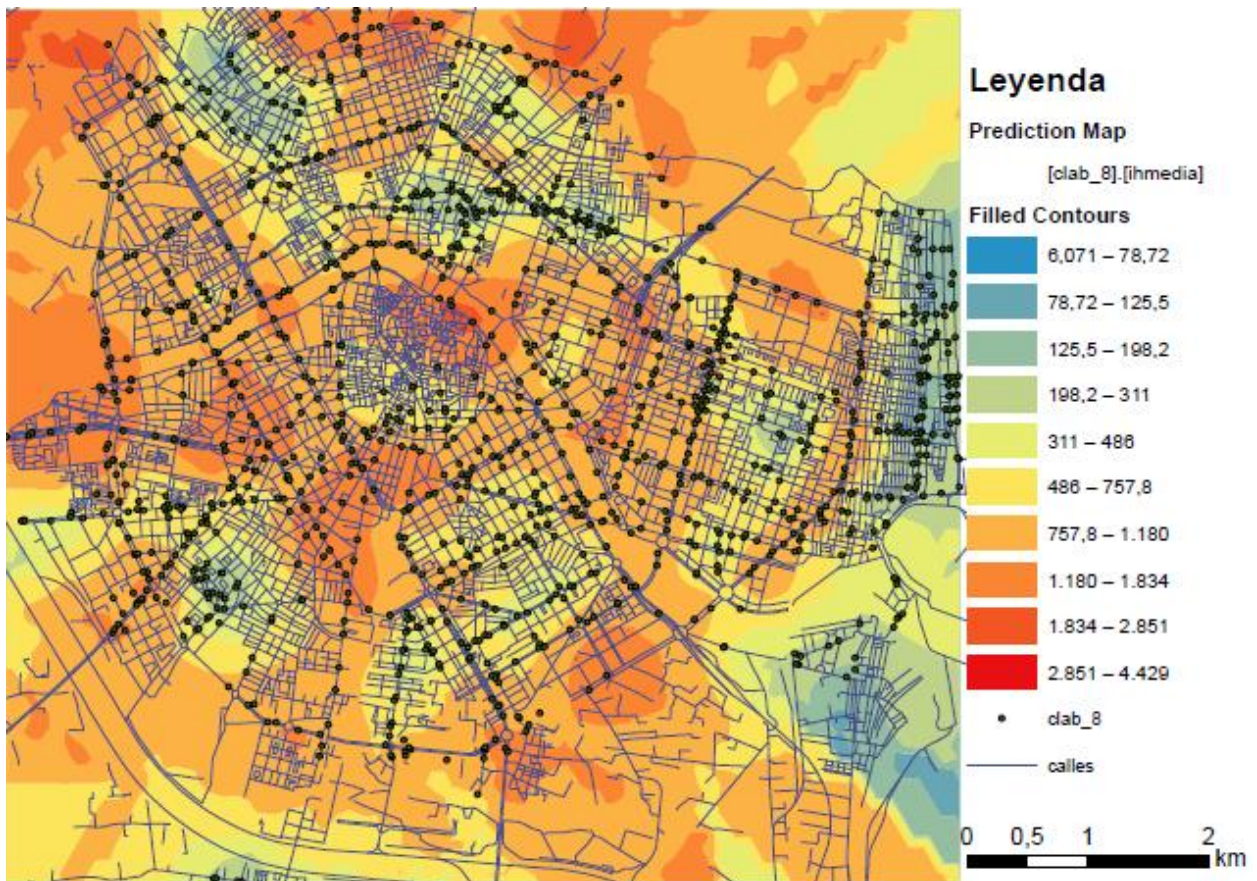 Leyenda
Prediction Map
[clab_8].[ihmedia]
Filled Contours
6,071 – 78,72
78,72 – 125,5
125,5 – 198,2
198,2 – 311
311 – 486
486 – 757,8
757,8 – 1.180
1.180 – 1.834
1.834 – 2.851
2.851 – 4.429
clab_8
calles
0 0,5 1 2
km